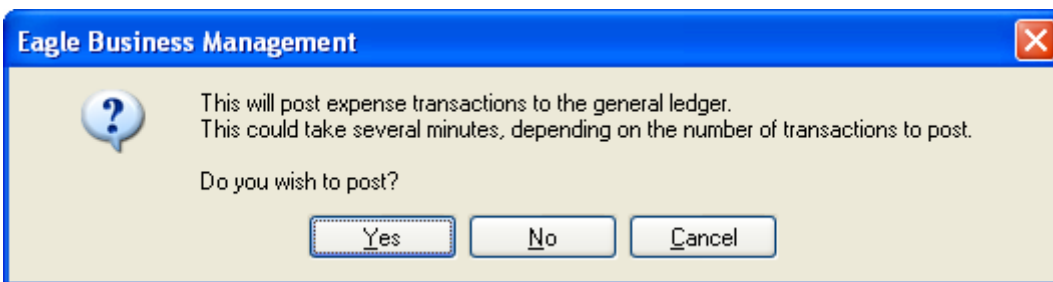 Eagle Business Management
This will post expense transactions to the general ledger.
This could take several minutes, depending on the number of transactions to post.
Do you wish to post?
Yes No Cancel